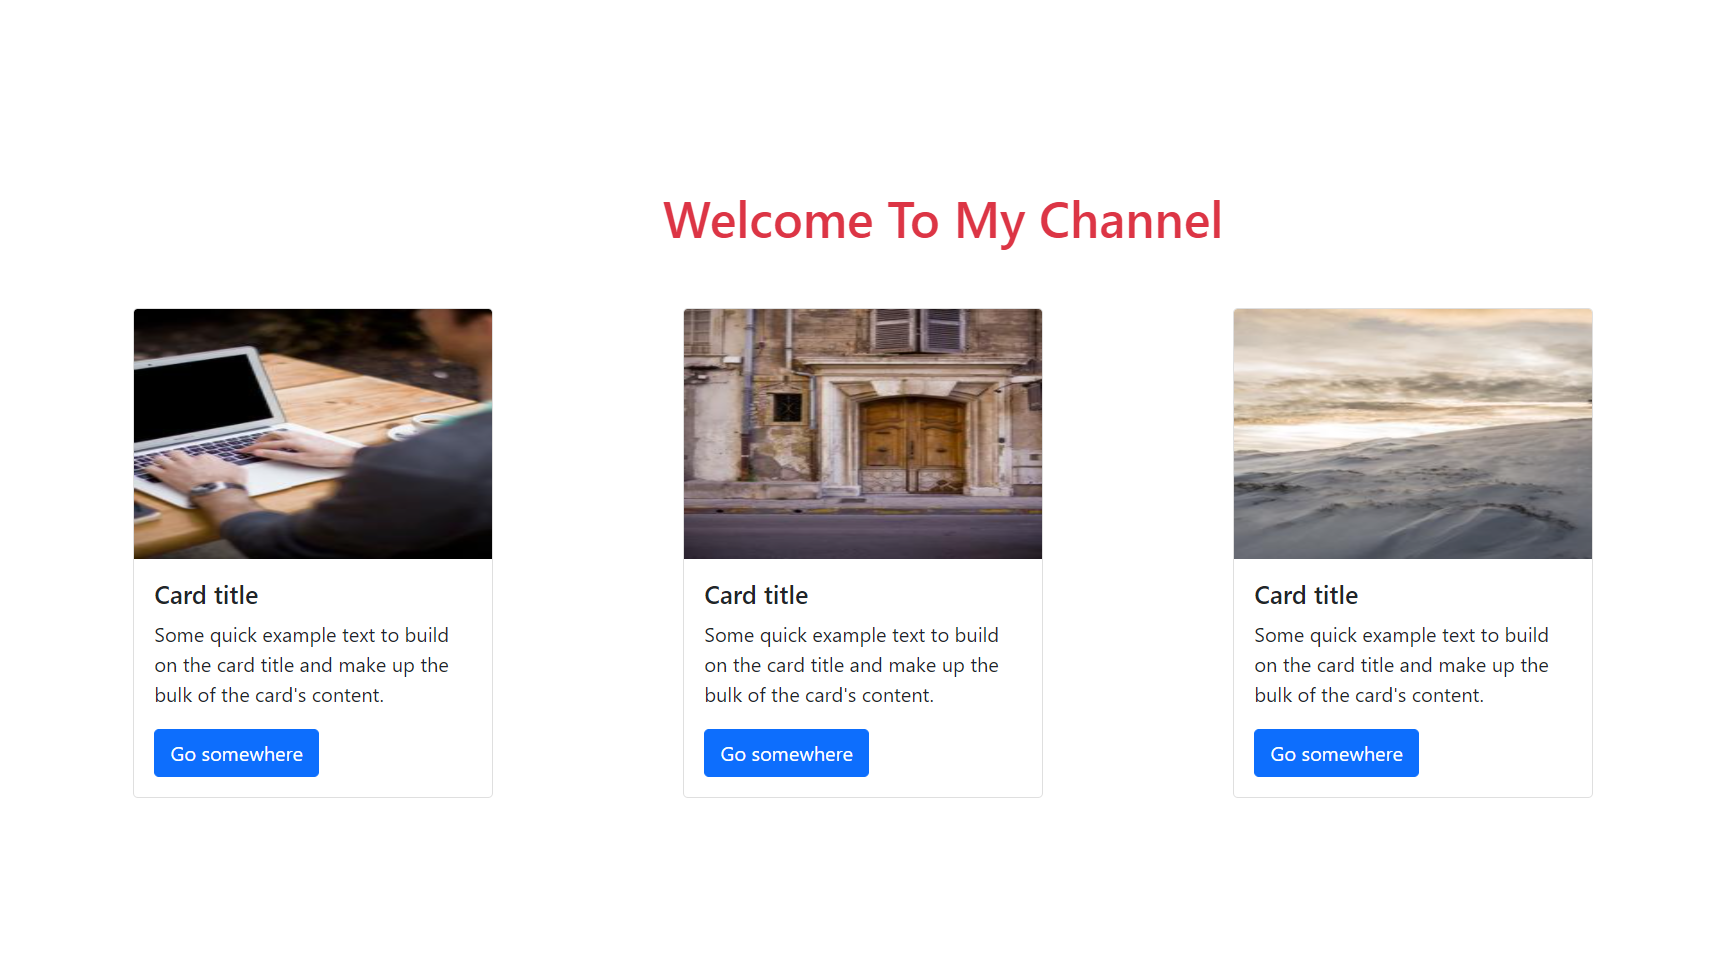 Welcome To My Channel
Card title
Some quick example text to build
on the card title and make up the
bulk of the card's content.
Go somewhere
Card title
Some quick example text to build
on the card title and make up the
bulk of the card's content.
Go somewhere
Card title
Some quick example text to build
on the card title and make up the
bulk of the card's content.
Go somewhere